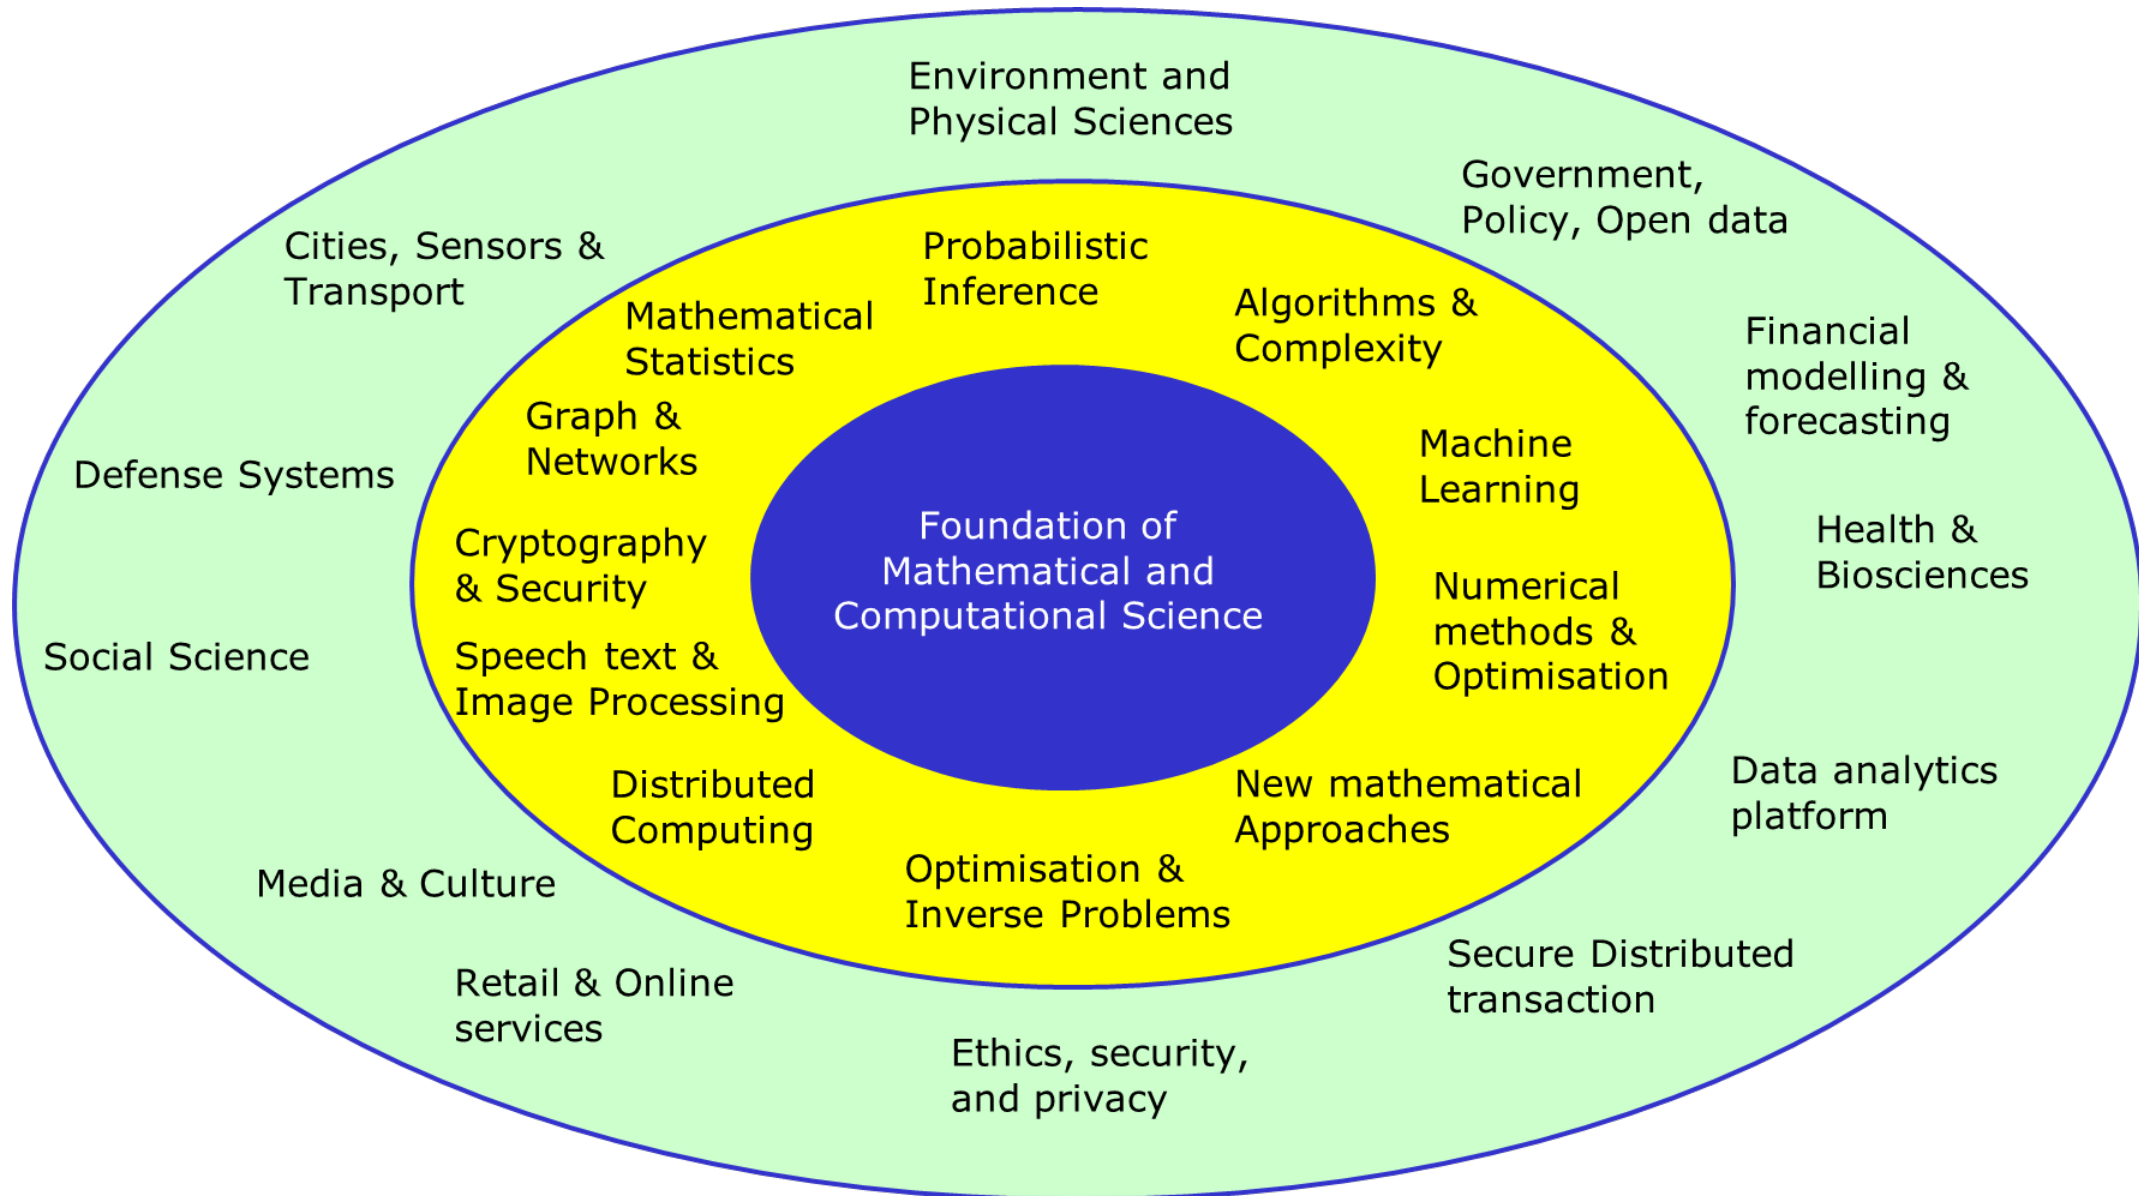 Environment and
Physical Sciences
Government,
Policy, Open data
Cities, Sensors &
Transport
Probabilistic
Inference
Mathematical
Statistics
Algorithms &
Complexity
Financial
modelling &
forecasting
Graph &
Networks
Machine
Learning
Defense Systems
Foundation of
Mathematical and
Computational Science
Health &
Biosciences
Cryptography
& Security
Numerical
methods &
Optimisation
Social Science
Speech text &
Image Processing
Distributed
Computing
New mathematical
Approaches
Data analytics
platform
Media & Culture
Optimisation &
Inverse Problems
Secure Distributed
transaction
Retail & Online
services
Ethics, security,
and privacy